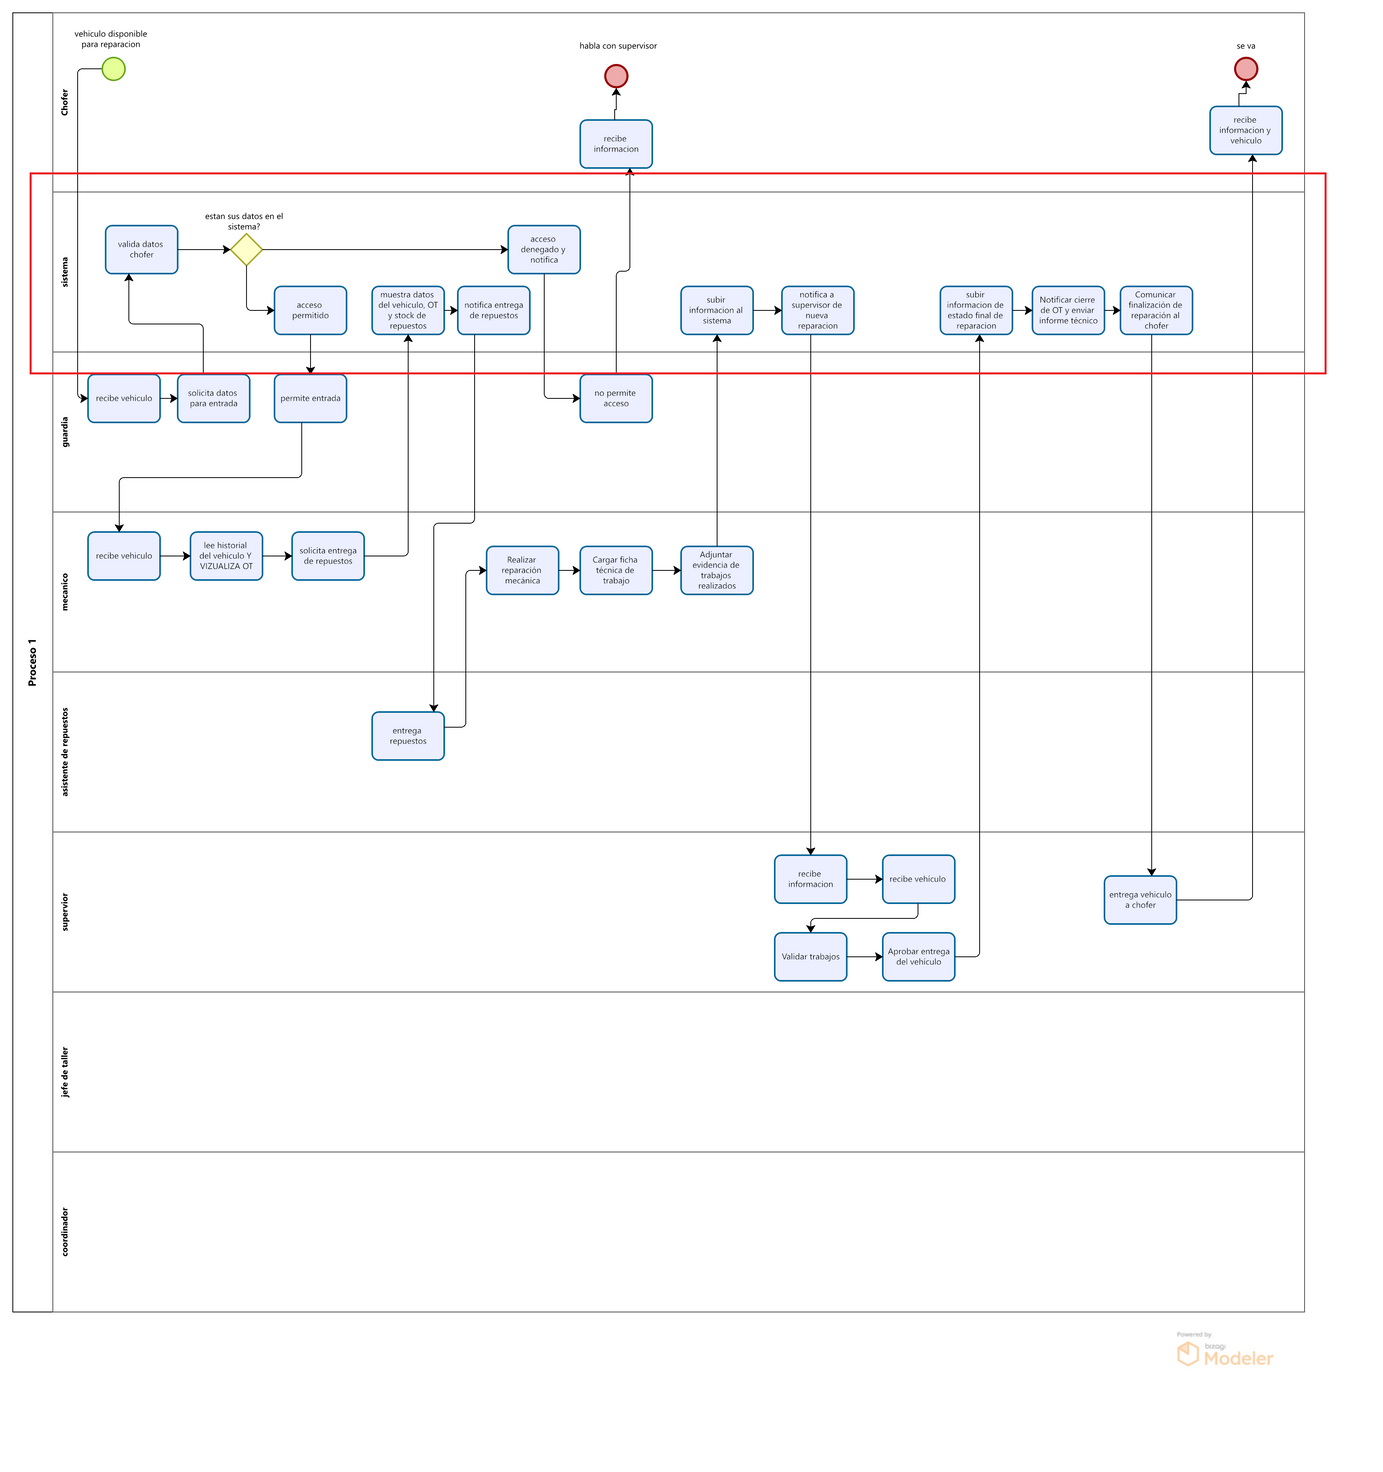 vehiculo disponible
para reparacion
habla con supervisor
se va
Chofer
recibe
informacion
recibe
informacion y
vehiculo
estan sus datos en el
sistema?
valida datos
chofer
acceso
denegado y
notifica
sistema
acceso
permitido
muestra datos
del vehiculo, OT
y stock de
repuestos
notifica entrega
de repuestos
subir
informacion al
sistema
notifica a
supervisor de
nueva
reparacion
subir
informacion de
estado final de
reparacion
Notificar cierre
de OT y enviar
informe técnico
Comunicar
finalización de
reparación al
chofer
recibe vehiculo
solicita datos
para entrada
permite entrada
no permite
acceso
guardia
recibe vehiculo
lee historial
del vehiculo Y
VIZUALIZA OT
solicita entrega
de repuestos
Realizar
reparación
mecánica
Cargar ficha
técnica de
trabajo
Adjuntar
evidencia de
trabajos
realizados
mecanico
Proceso 1
entrega
repuestos
asistente de repuestos
recibe
informacion
recibe vehículo
entrega vehiculo
a chofer
supervior
Validar trabajos
Aprobar entrega
del vehículo
jefe de taller
coordinador
Powered by
bizagi
Modeler